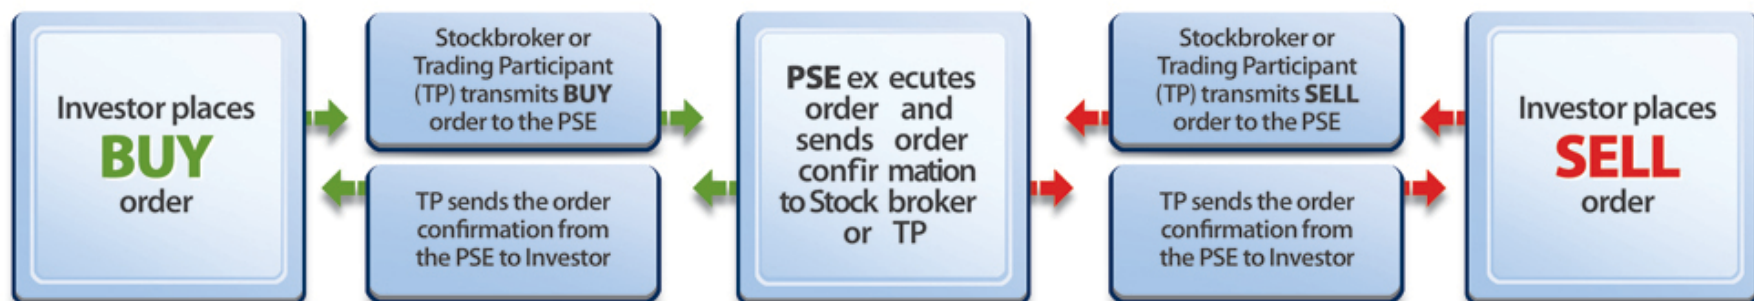 Investor places
BUY
order
Stockbroker or
Trading Participant
(TP) transmits BUY
order to the PSE
TP sends the order
confirmation from
the PSE to Investor
PSE ex ecutes
order and
sends order
confir mation
to Stock broker
or TP
Stockbroker or
Trading Participant
(TP) transmits SELL
order to the PSE
TP sends the order
confirmation from
the PSE to Investor
Investor places
SELL
order